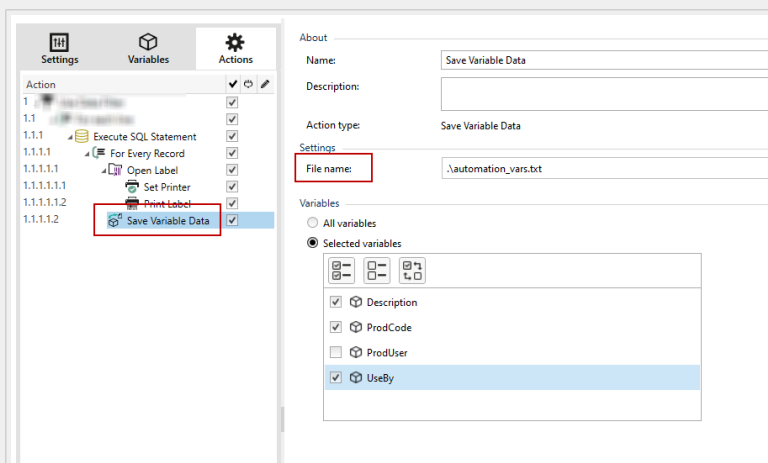 Settings
Variables
Actions
Action
1
1.1
1.1.1 Execute SQL Statement
1.1.1.1 For Every Record
1.1.1.1.1 Open Label
1.1.1.1.1.1 Set Printer
1.1.1.1.1.2 Print Label
1.1.1.1.2 Save Variable Data
About
Name: Save Variable Data
Description:
Action type: Save Variable Data
Settings
File name: .\automation_vars.txt
Variables
All variables
Selected variables
Description
ProdCode
ProdUser
UseBy